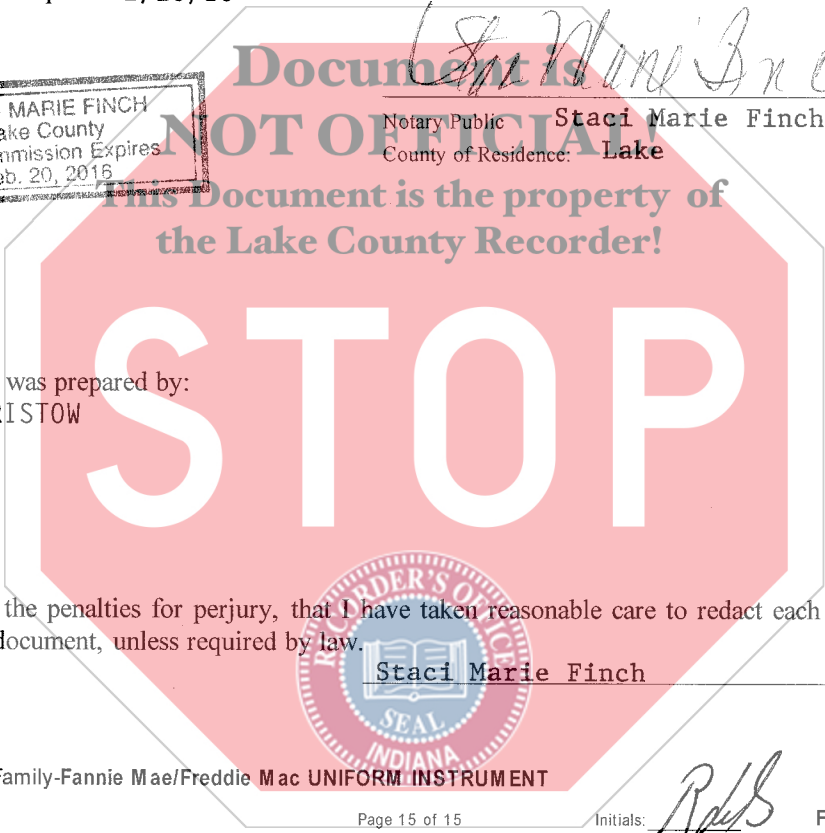 Document is
NOT OFFICIAL!
This Document is the property of
the Lake County Recorder!
MARIE FINCH
ake County
mmission Expires
eb. 20, 2016
Notary Public Staci Marie Finch
County of Residence: Lake
STOP
was prepared by:
RISTOW
the penalties for perjury, that I have taken reasonable care to redact each
document, unless required by law.
Staci Marie Finch
RECORDER'S OFFICE
SEAL
INDIANA
Family-Fannie Mae/Freddie Mac UNIFORM INSTRUMENT
Page 15 of 15
Initials: